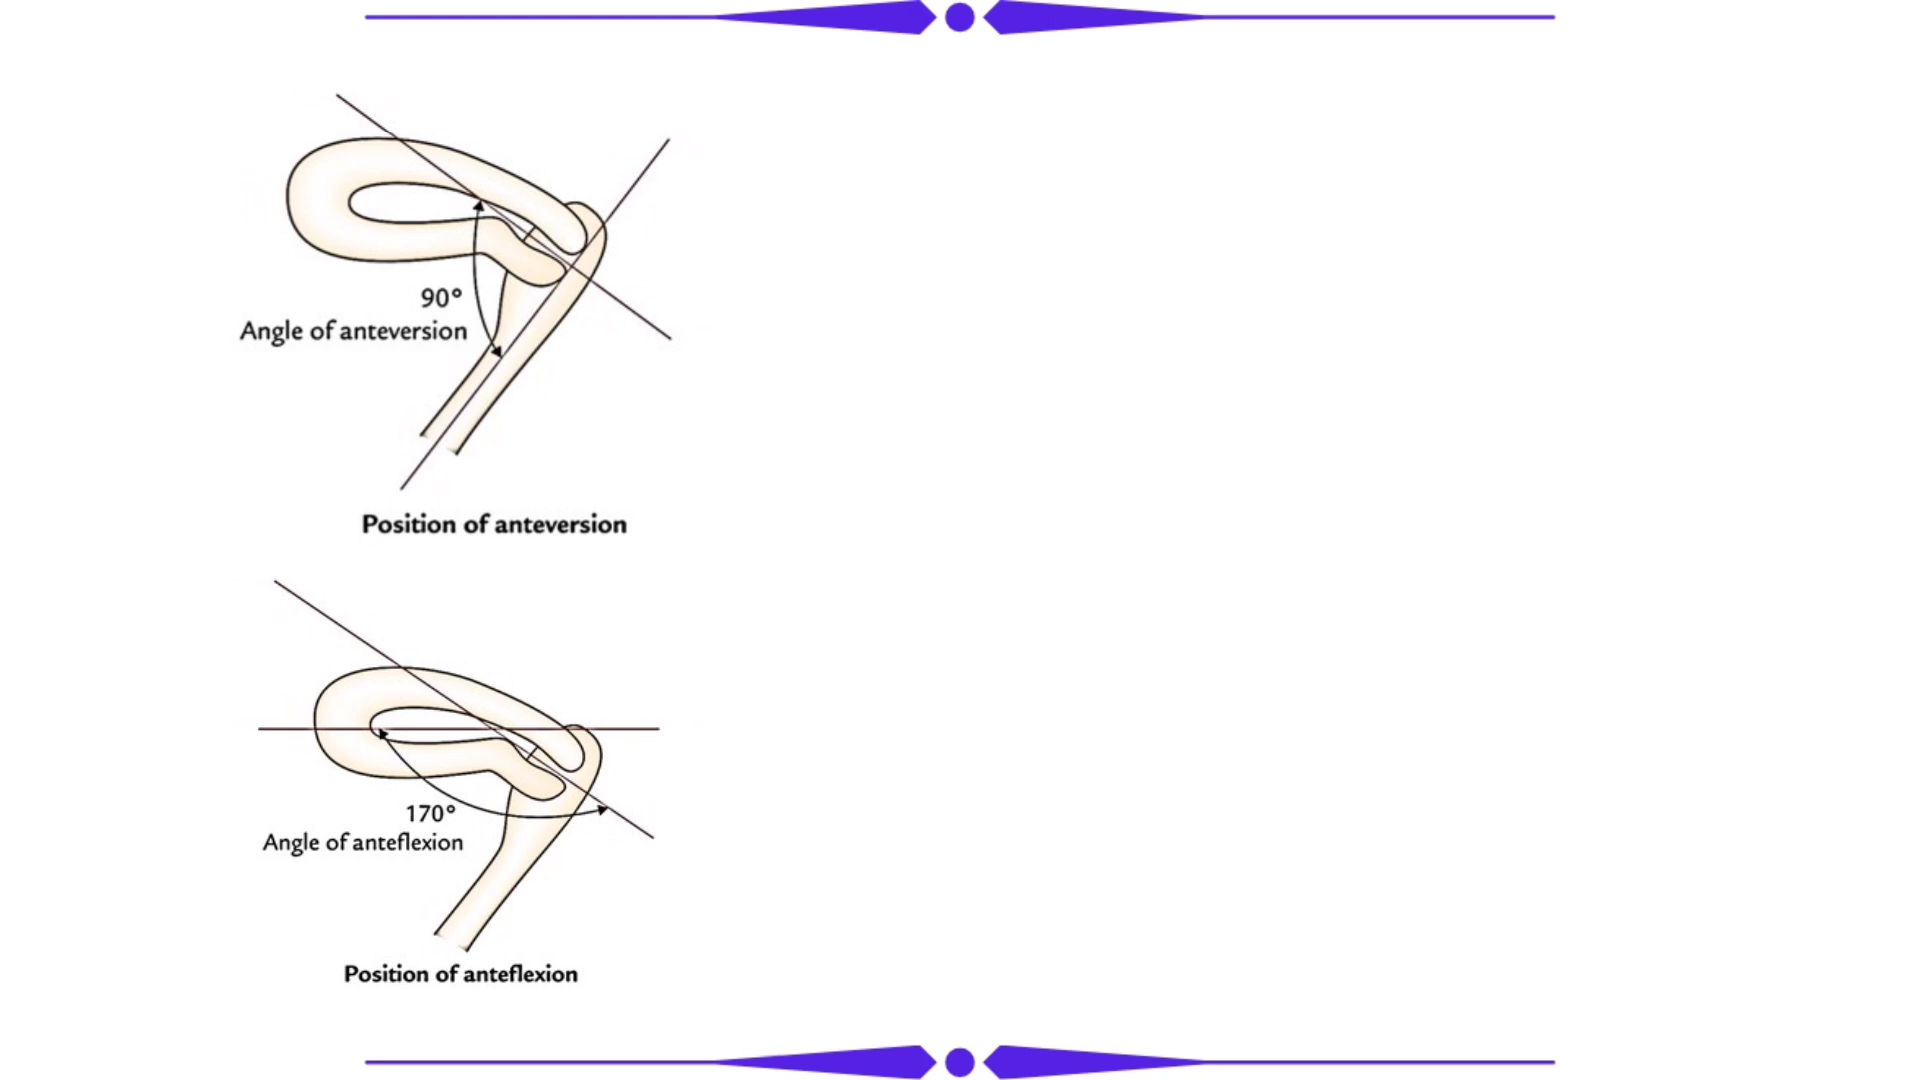 90°
Angle of anteversion
Position of anteversion
170°
Angle of anteflexion
Position of anteflexion